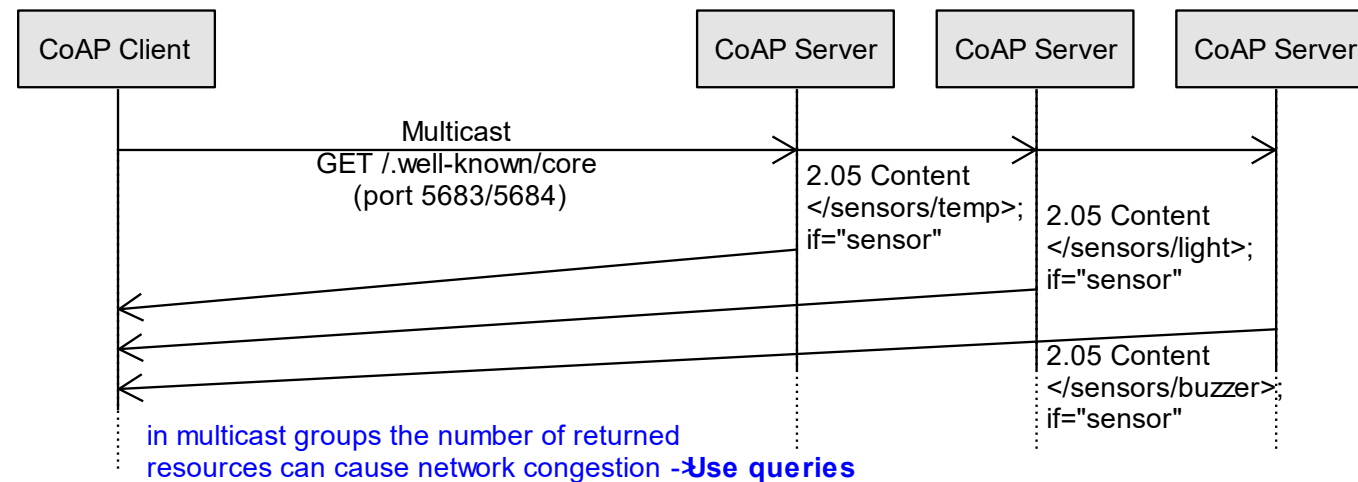 CoAP Client
CoAP Server
CoAP Server
CoAP Server
Multicast
GET /.well-known/core
(port 5683/5684)
2.05 Content
</sensors/temp>;
if="sensor"
2.05 Content
</sensors/light>;
if="sensor"
2.05 Content
</sensors/buzzer>;
if="sensor"
in multicast groups the number of returned
resources can cause network congestion ->Use queries